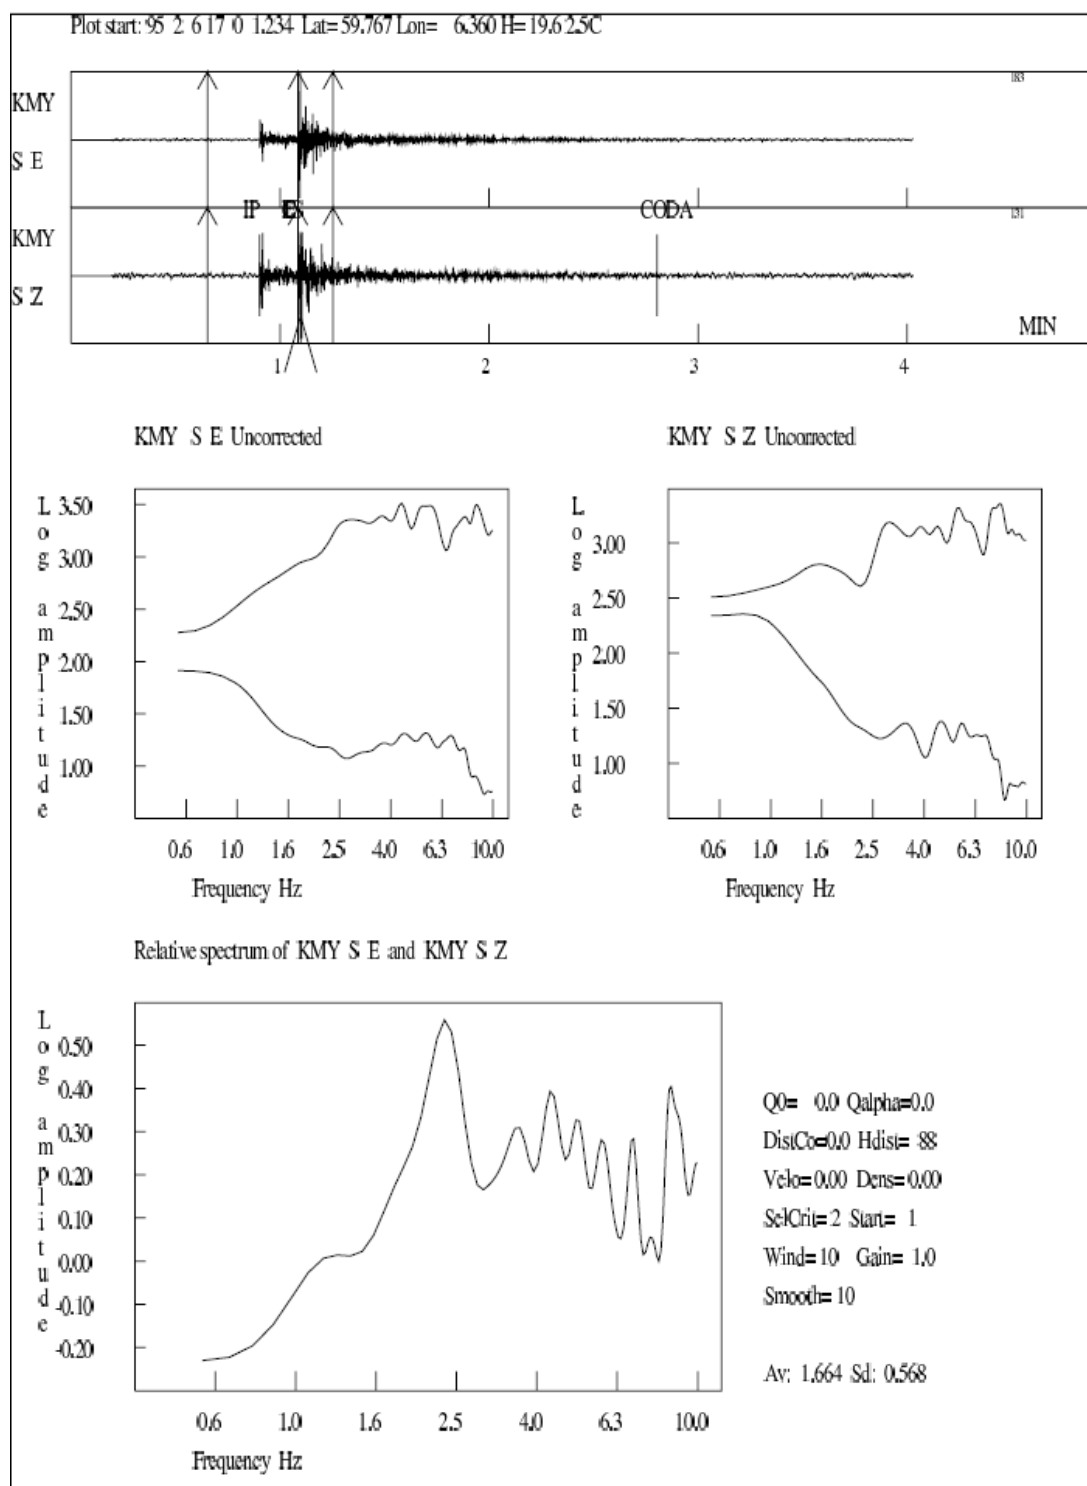 Plot start: 95 2 6 17 0 1.234 Lat= 59.767 Lon= 6.360 H= 19.6 2.5C
KMY
S E
183
IP
ES
CODA
KMY
S Z
131
MIN
1 2 3 4
KMY S E Uncorrected
Log amplitude
3.50
3.00
2.50
2.00
1.50
1.00
0.6 1.0 1.6 2.5 4.0 6.3 10.0
Frequency Hz
KMY S Z Uncorrected
Log amplitude
3.00
2.50
2.00
1.50
1.00
0.6 1.0 1.6 2.5 4.0 6.3 10.0
Frequency Hz
Relative spectrum of KMY S E and KMY S Z
Log amplitude
0.50
0.40
0.30
0.20
0.10
0.00
-0.10
-0.20
0.6 1.0 1.6 2.5 4.0 6.3 10.0
Frequency Hz
Q0= 0.0 Qalpha=0.0
DistCo=0.0 Hdist= 88
Velo= 0.00 Dens= 0.00
SelCrit= 2 Start= 1
Wind= 10 Gain= 1.0
Smooth= 10
Av: 1.664 Sd: 0.568